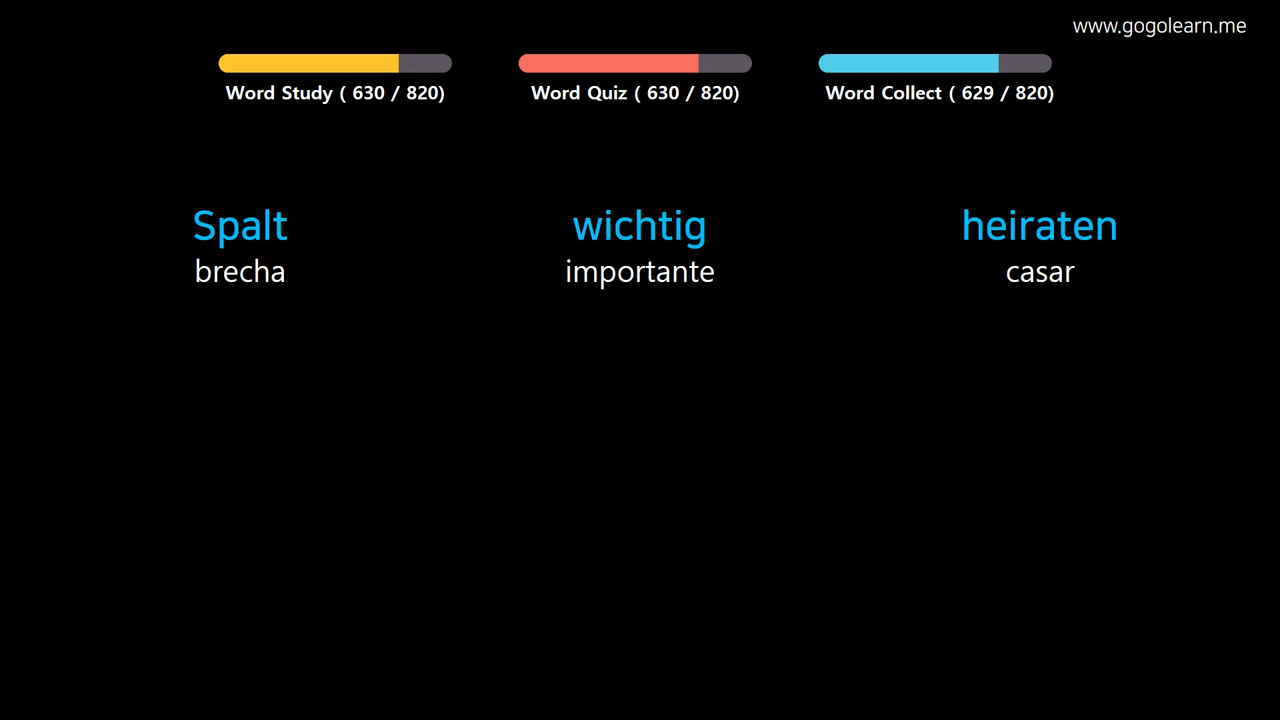 www.gogolearn.me
Word Study ( 630 / 820)
Word Quiz ( 630 / 820)
Word Collect ( 629 / 820)
Spalt
brecha
wichtig
importante
heiraten
casar